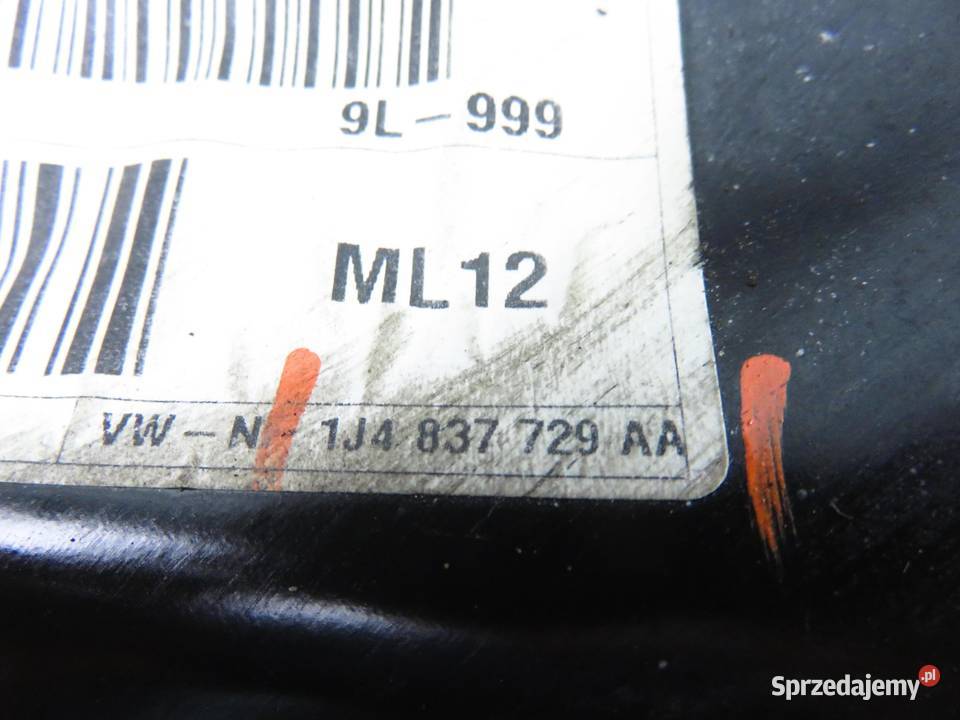 9L-999
ML12
VW-N- 1J4 837 729 AA
Sprzedajemy.pl